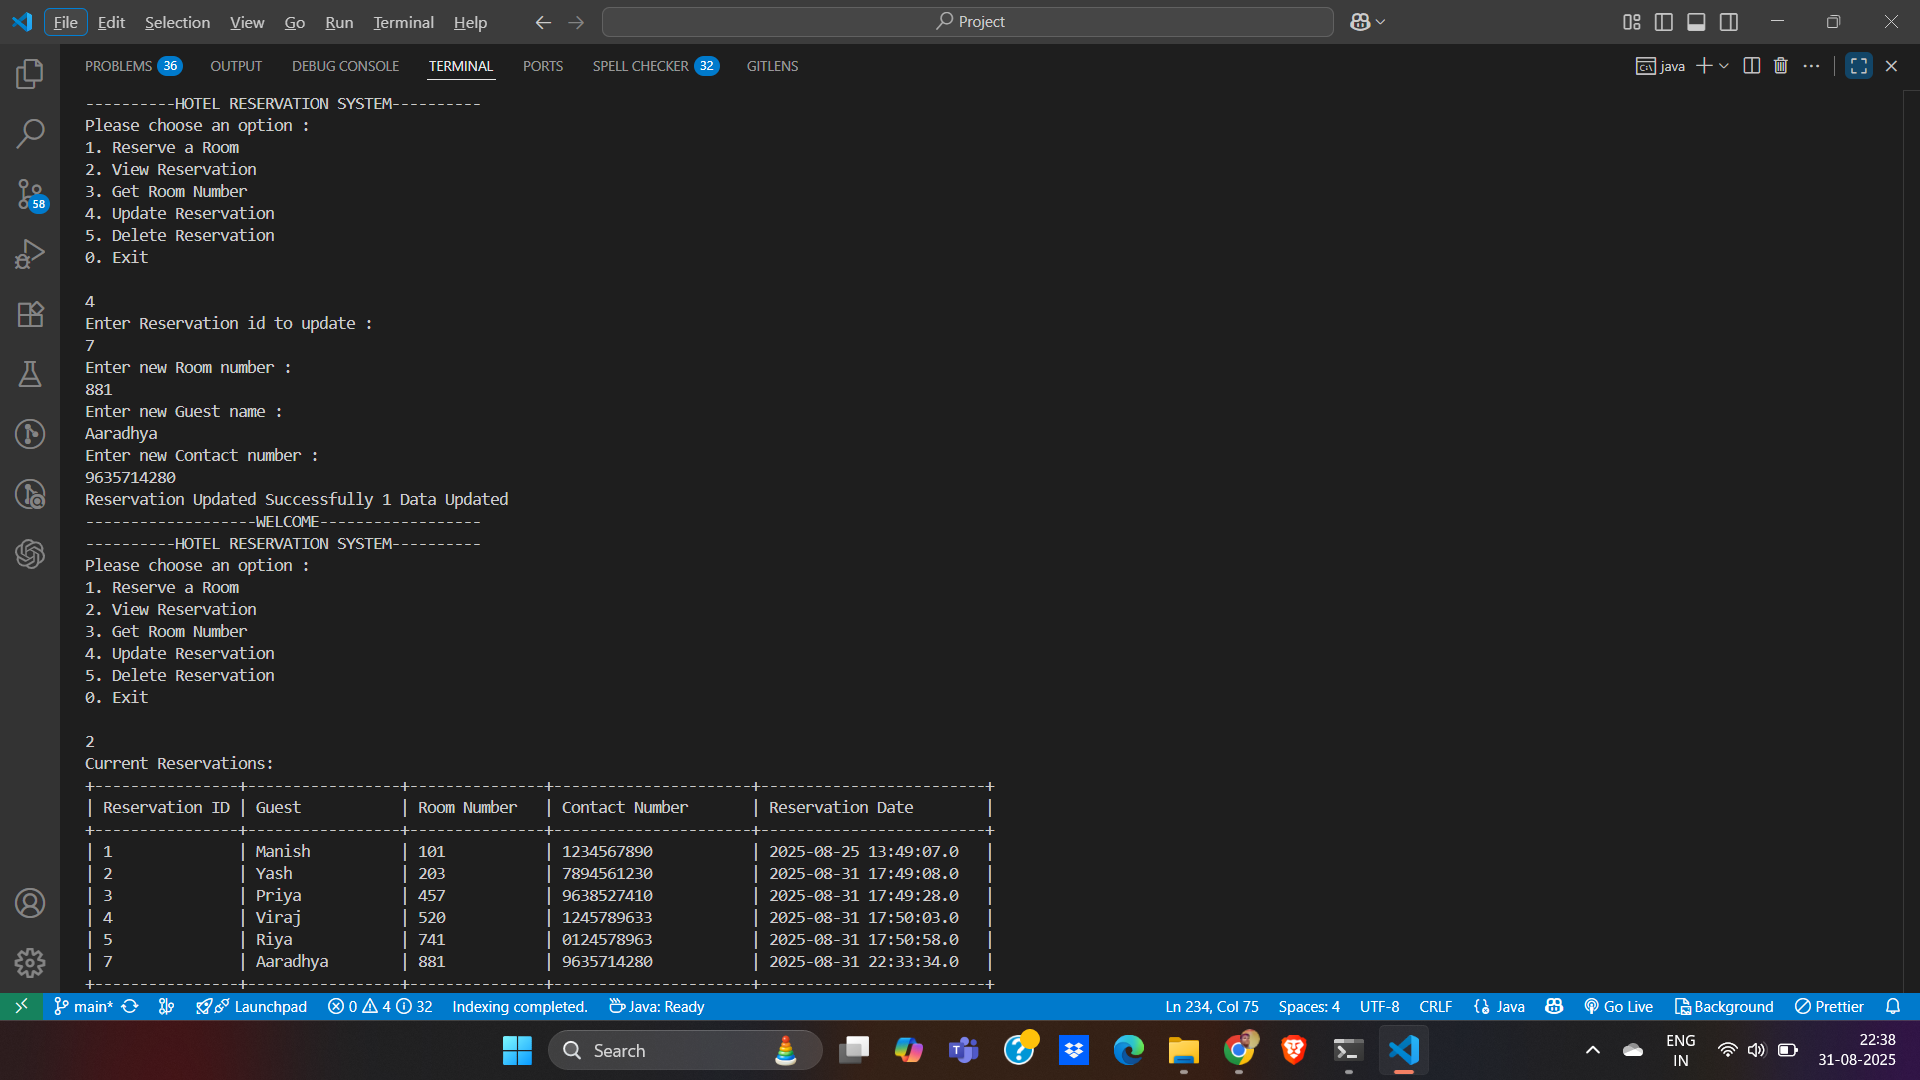 File Edit Selection View Go Run Terminal Help Project
PROBLEMS 36 OUTPUT DEBUG CONSOLE TERMINAL PORTS SPELL CHECKER 32 GITLENS java
----------HOTEL RESERVATION SYSTEM----------
Please choose an option :
1. Reserve a Room
2. View Reservation
3. Get Room Number
4. Update Reservation
58
5. Delete Reservation
0. Exit
4
Enter Reservation id to update :
7
Enter new Room number :
881
Enter new Guest name :
Aaradhya
Enter new Contact number :
9635714280
Reservation Updated Successfully 1 Data Updated
-------------------WELCOME------------------
----------HOTEL RESERVATION SYSTEM----------
Please choose an option :
1. Reserve a Room
2. View Reservation
3. Get Room Number
4. Update Reservation
5. Delete Reservation
0. Exit
2
Current Reservations:
+----------------+-----------------+---------------+----------------------+-------------------------+
| Reservation ID | Guest | Room Number | Contact Number | Reservation Date |
+----------------+-----------------+---------------+----------------------+-------------------------+
| 1 | Manish | 101 | 1234567890 | 2025-08-25 13:49:07.0 |
| 2 | Yash | 203 | 7894561230 | 2025-08-31 17:49:08.0 |
| 3 | Priya | 457 | 9638527410 | 2025-08-31 17:49:28.0 |
| 4 | Viraj | 520 | 1245789633 | 2025-08-31 17:50:03.0 |
| 5 | Riya | 741 | 0124578963 | 2025-08-31 17:50:58.0 |
| 7 | Aaradhya | 881 | 9635714280 | 2025-08-31 22:33:34.0 |
+----------------+-----------------+---------------+----------------------+-------------------------+
main* Launchpad 0 4 32 Indexing completed. Java: Ready Ln 234, Col 75 Spaces: 4 UTF-8 CRLF Java Go Live Background Prettier
Search ENG 22:38
IN 31-08-2025